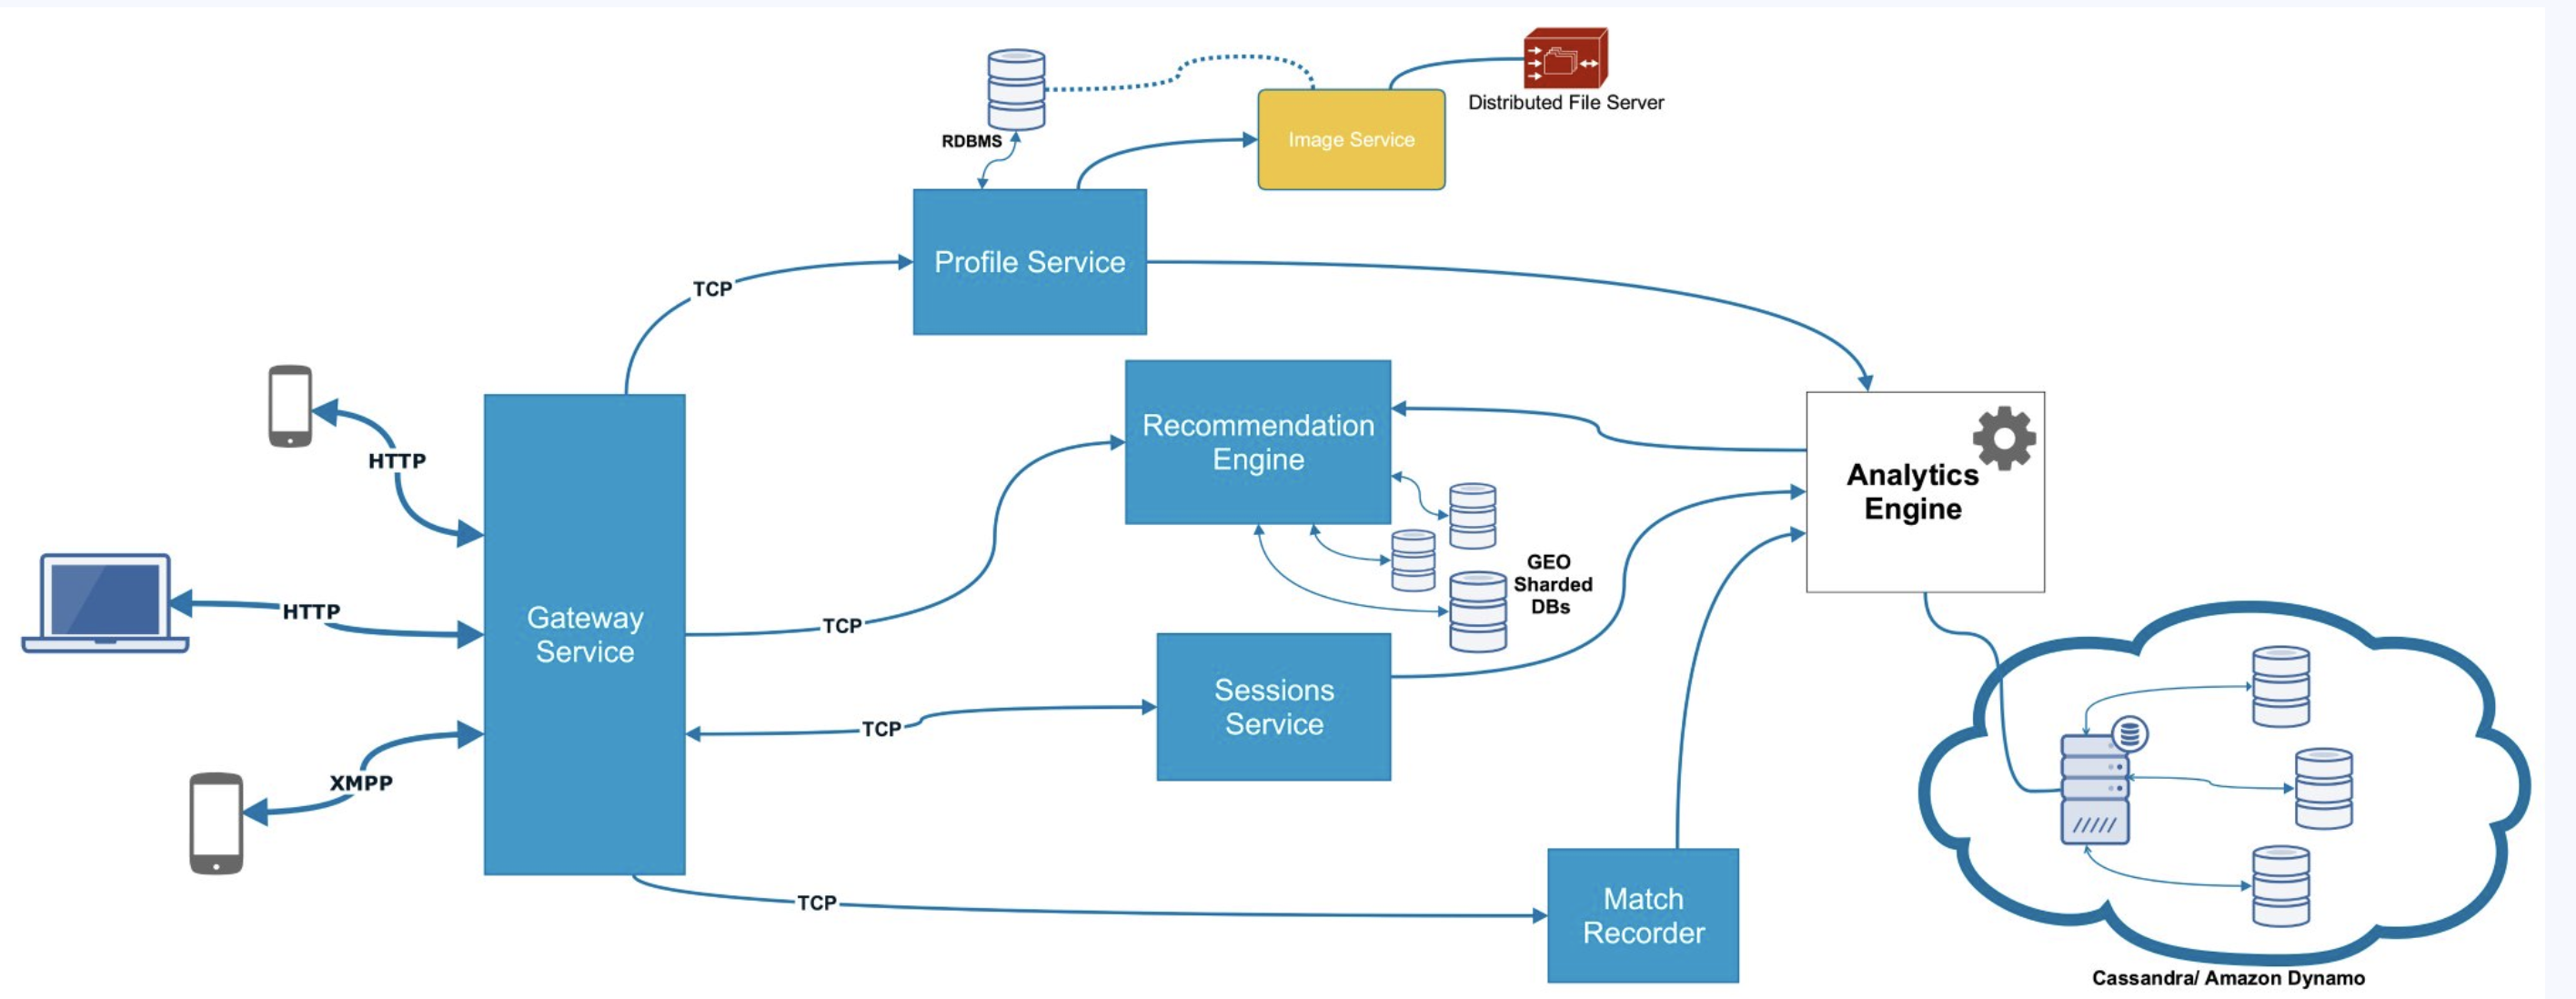 Distributed File Server
RDBMS
Image Service
Profile Service
TCP
HTTP
Recommendation
Engine
Analytics
Engine
GEO
Sharded
DBs
HTTP
Gateway
Service
TCP
Sessions
Service
TCP
XMPP
TCP
Match
Recorder
Cassandra/ Amazon Dynamo